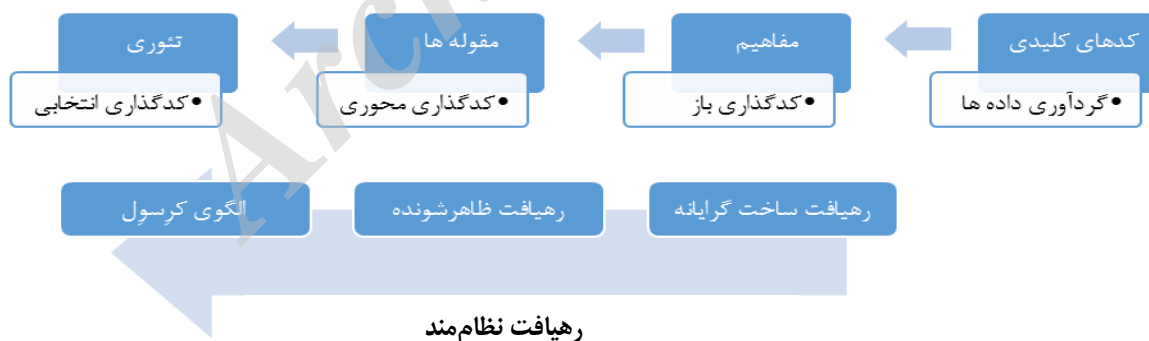 کدهای کلیدی
مفاهیم
مقوله ها
تئوری
•گردآوری داده ها
•کدگذاری باز
•کدگذاری محوری
•کدگذاری انتخابی
رهیافت ساخت گرایانه
رهیافت ظاهرشونده
الگوی کرِسوِل
رهیافت نظام‌مند